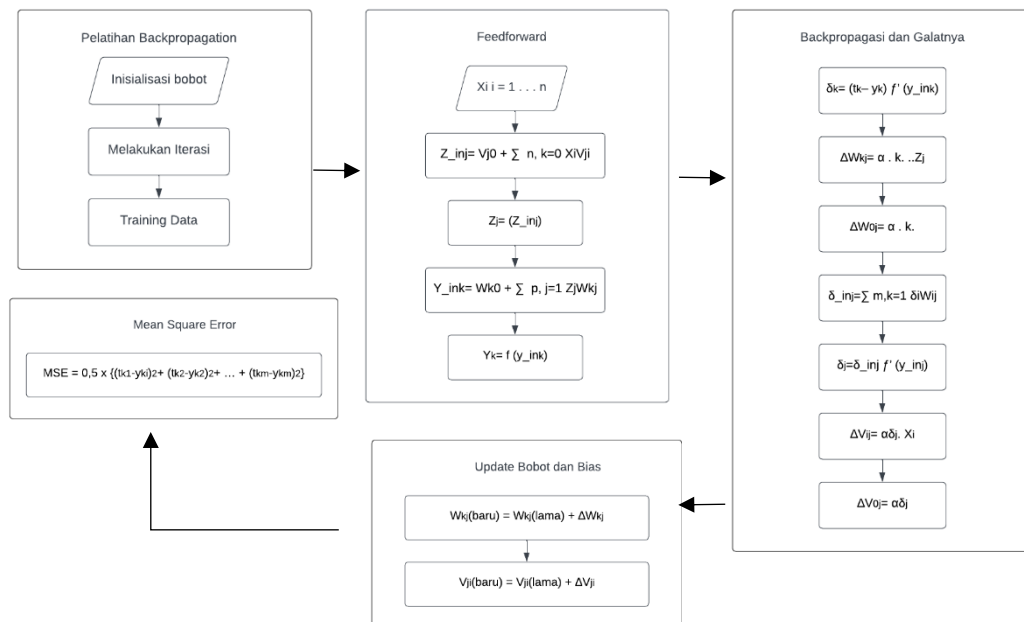 Pelatihan Backpropagation
Inisialisasi bobot
Melakukan Iterasi
Training Data
Feedforward
Xi i = 1 . . . n
Z_inj= Vj0 + ∑ n, k=0 XiVji
Zj= (Z_inj)
Y_ink= Wk0 + ∑ p, j=1 ZjWkj
Yk= f (y_ink)
Backpropagasi dan Galatnya
δk= (tk– yk) ƒ' (y_ink)
ΔWkj= α . k. ..Zj
ΔW0j= α . k.
δ_inj=∑ m,k=1 δiWij
δj=δ_inj ƒ' (y_inj)
ΔVij= αδj. Xi
ΔV0j= αδj
Update Bobot dan Bias
Wkj(baru) = Wkj(lama) + ΔWkj
Vji(baru) = Vji(lama) + ΔVji
Mean Square Error
MSE = 0,5 x {(tk1-yki)2+ (tk2-yk2)2+ … + (tkm-ykm)2}